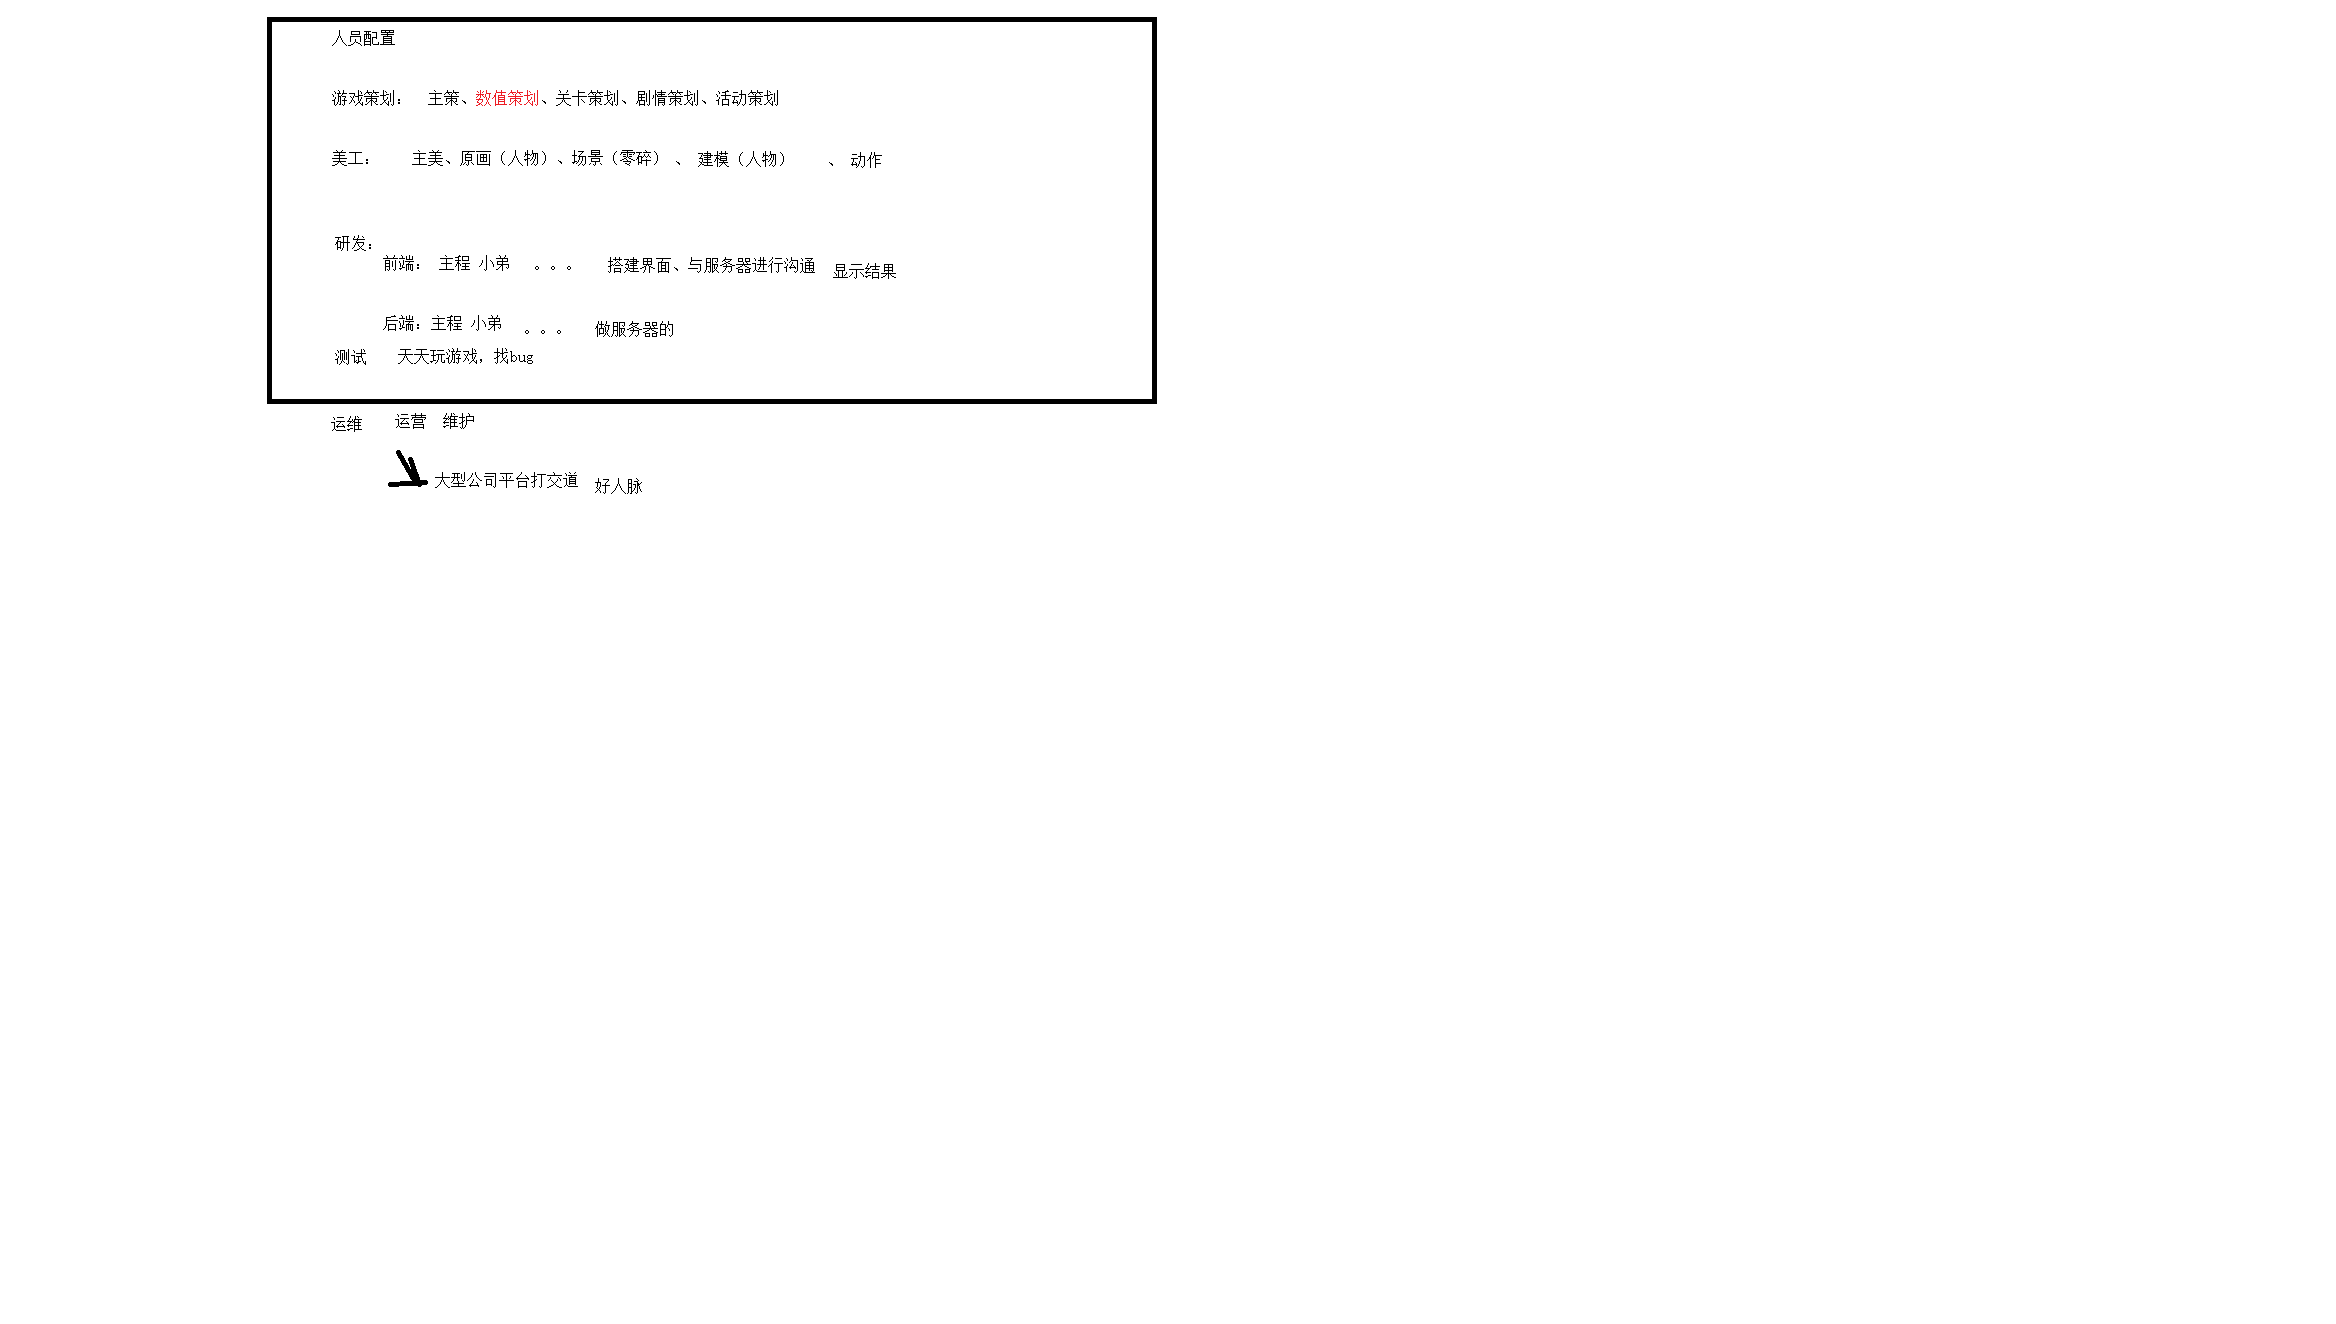 人员配置
游戏策划： 主策、数值策划、关卡策划、剧情策划、活动策划
美工： 主美、原画（人物）、场景（零碎） 、 建模（人物） 、 动作
研发：
前端： 主程 小弟 。。。 搭建界面、与服务器进行沟通 显示结果
后端：主程 小弟 。。。 做服务器的
测试 天天玩游戏，找bug
运维 运营 维护
大型公司平台打交道 好人脉